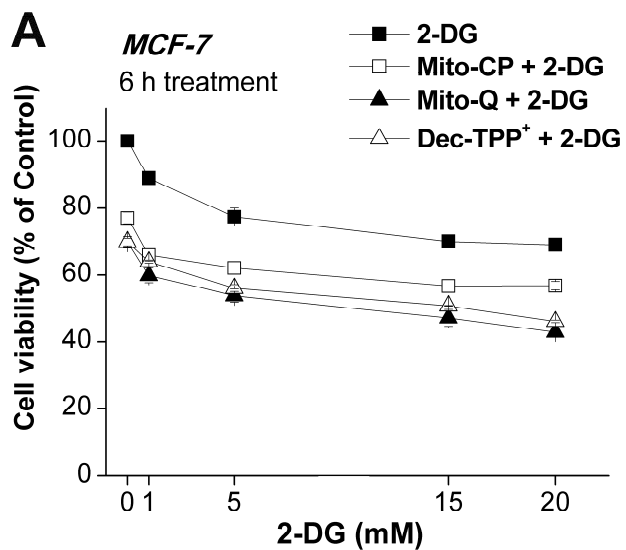 A
MCF-7
6 h treatment
2-DG
Mito-CP + 2-DG
Mito-Q + 2-DG
Dec-TPP⁺ + 2-DG
Cell viability (% of Control)
100
80
60
40
20
0
0 1 5 15 20
2-DG (mM)